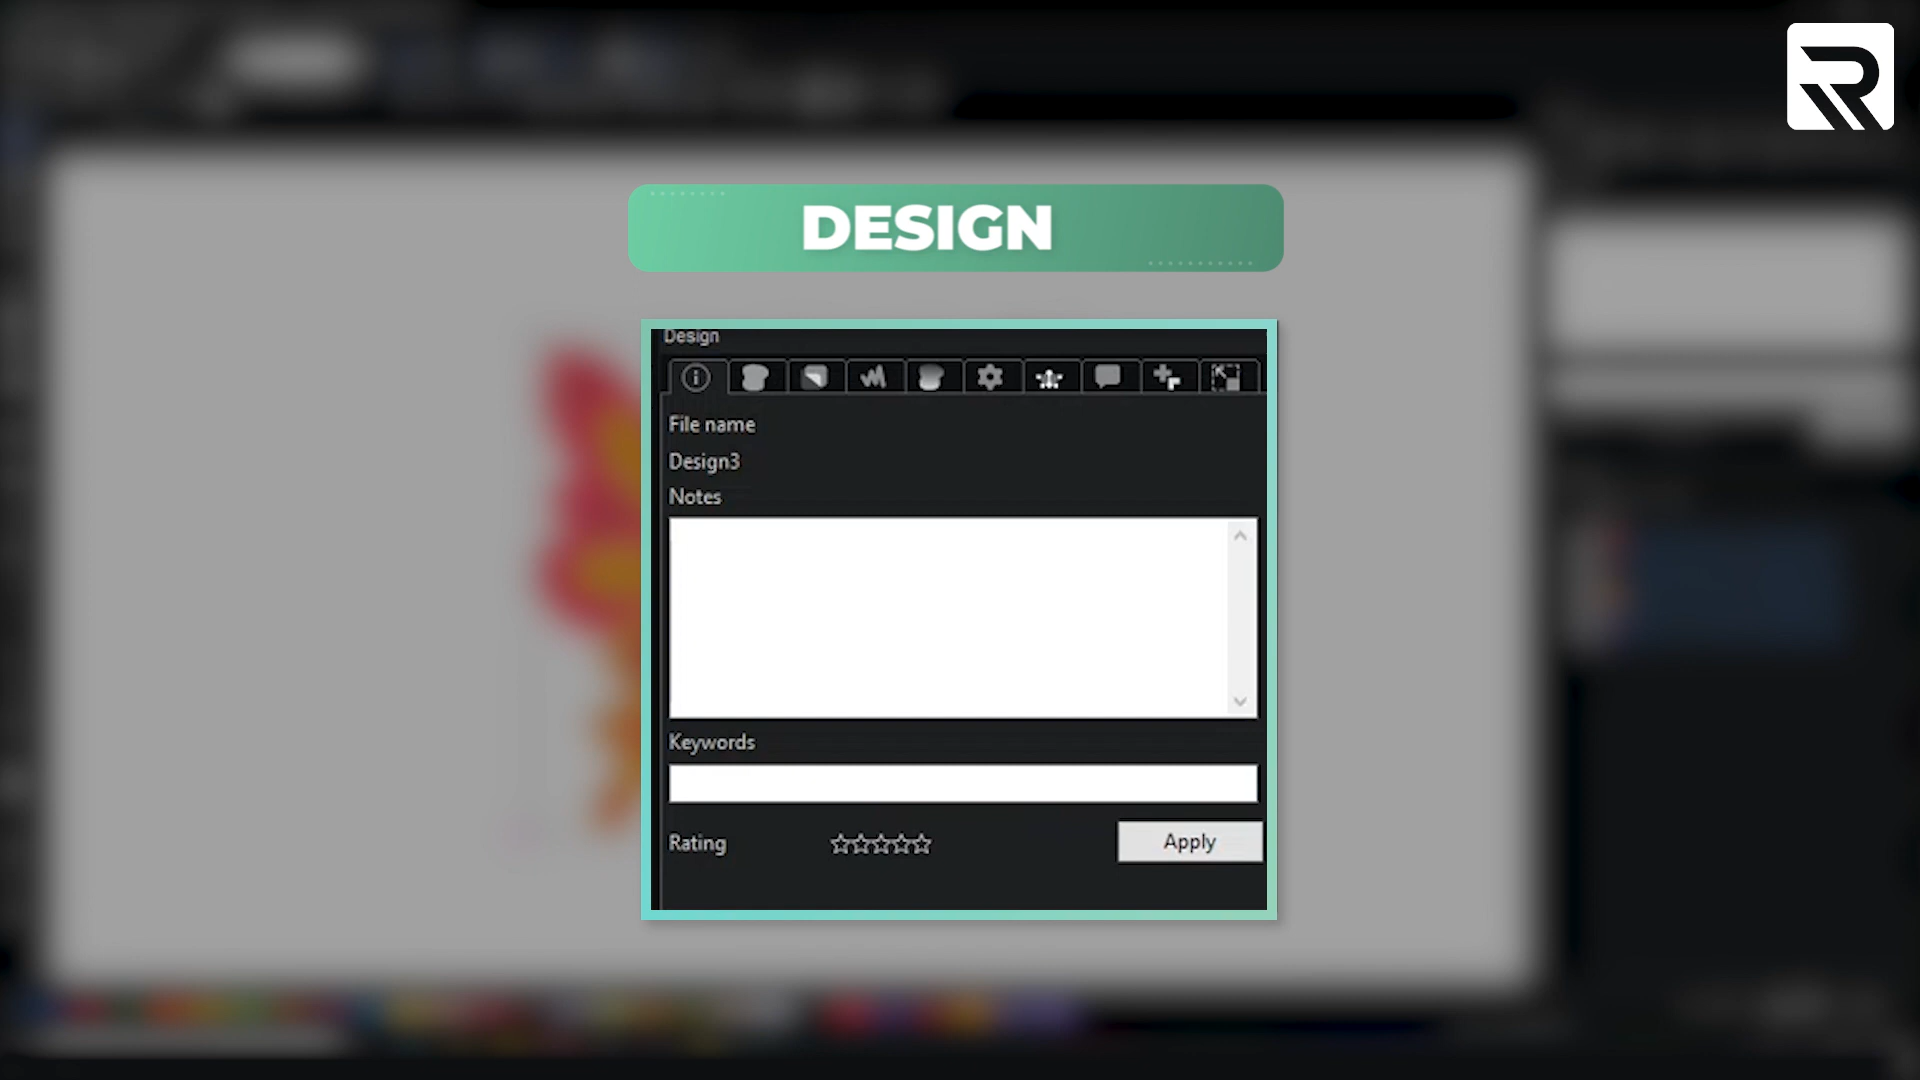 DESIGN
Design
File name
Design3
Notes
Keywords
Rating
Apply